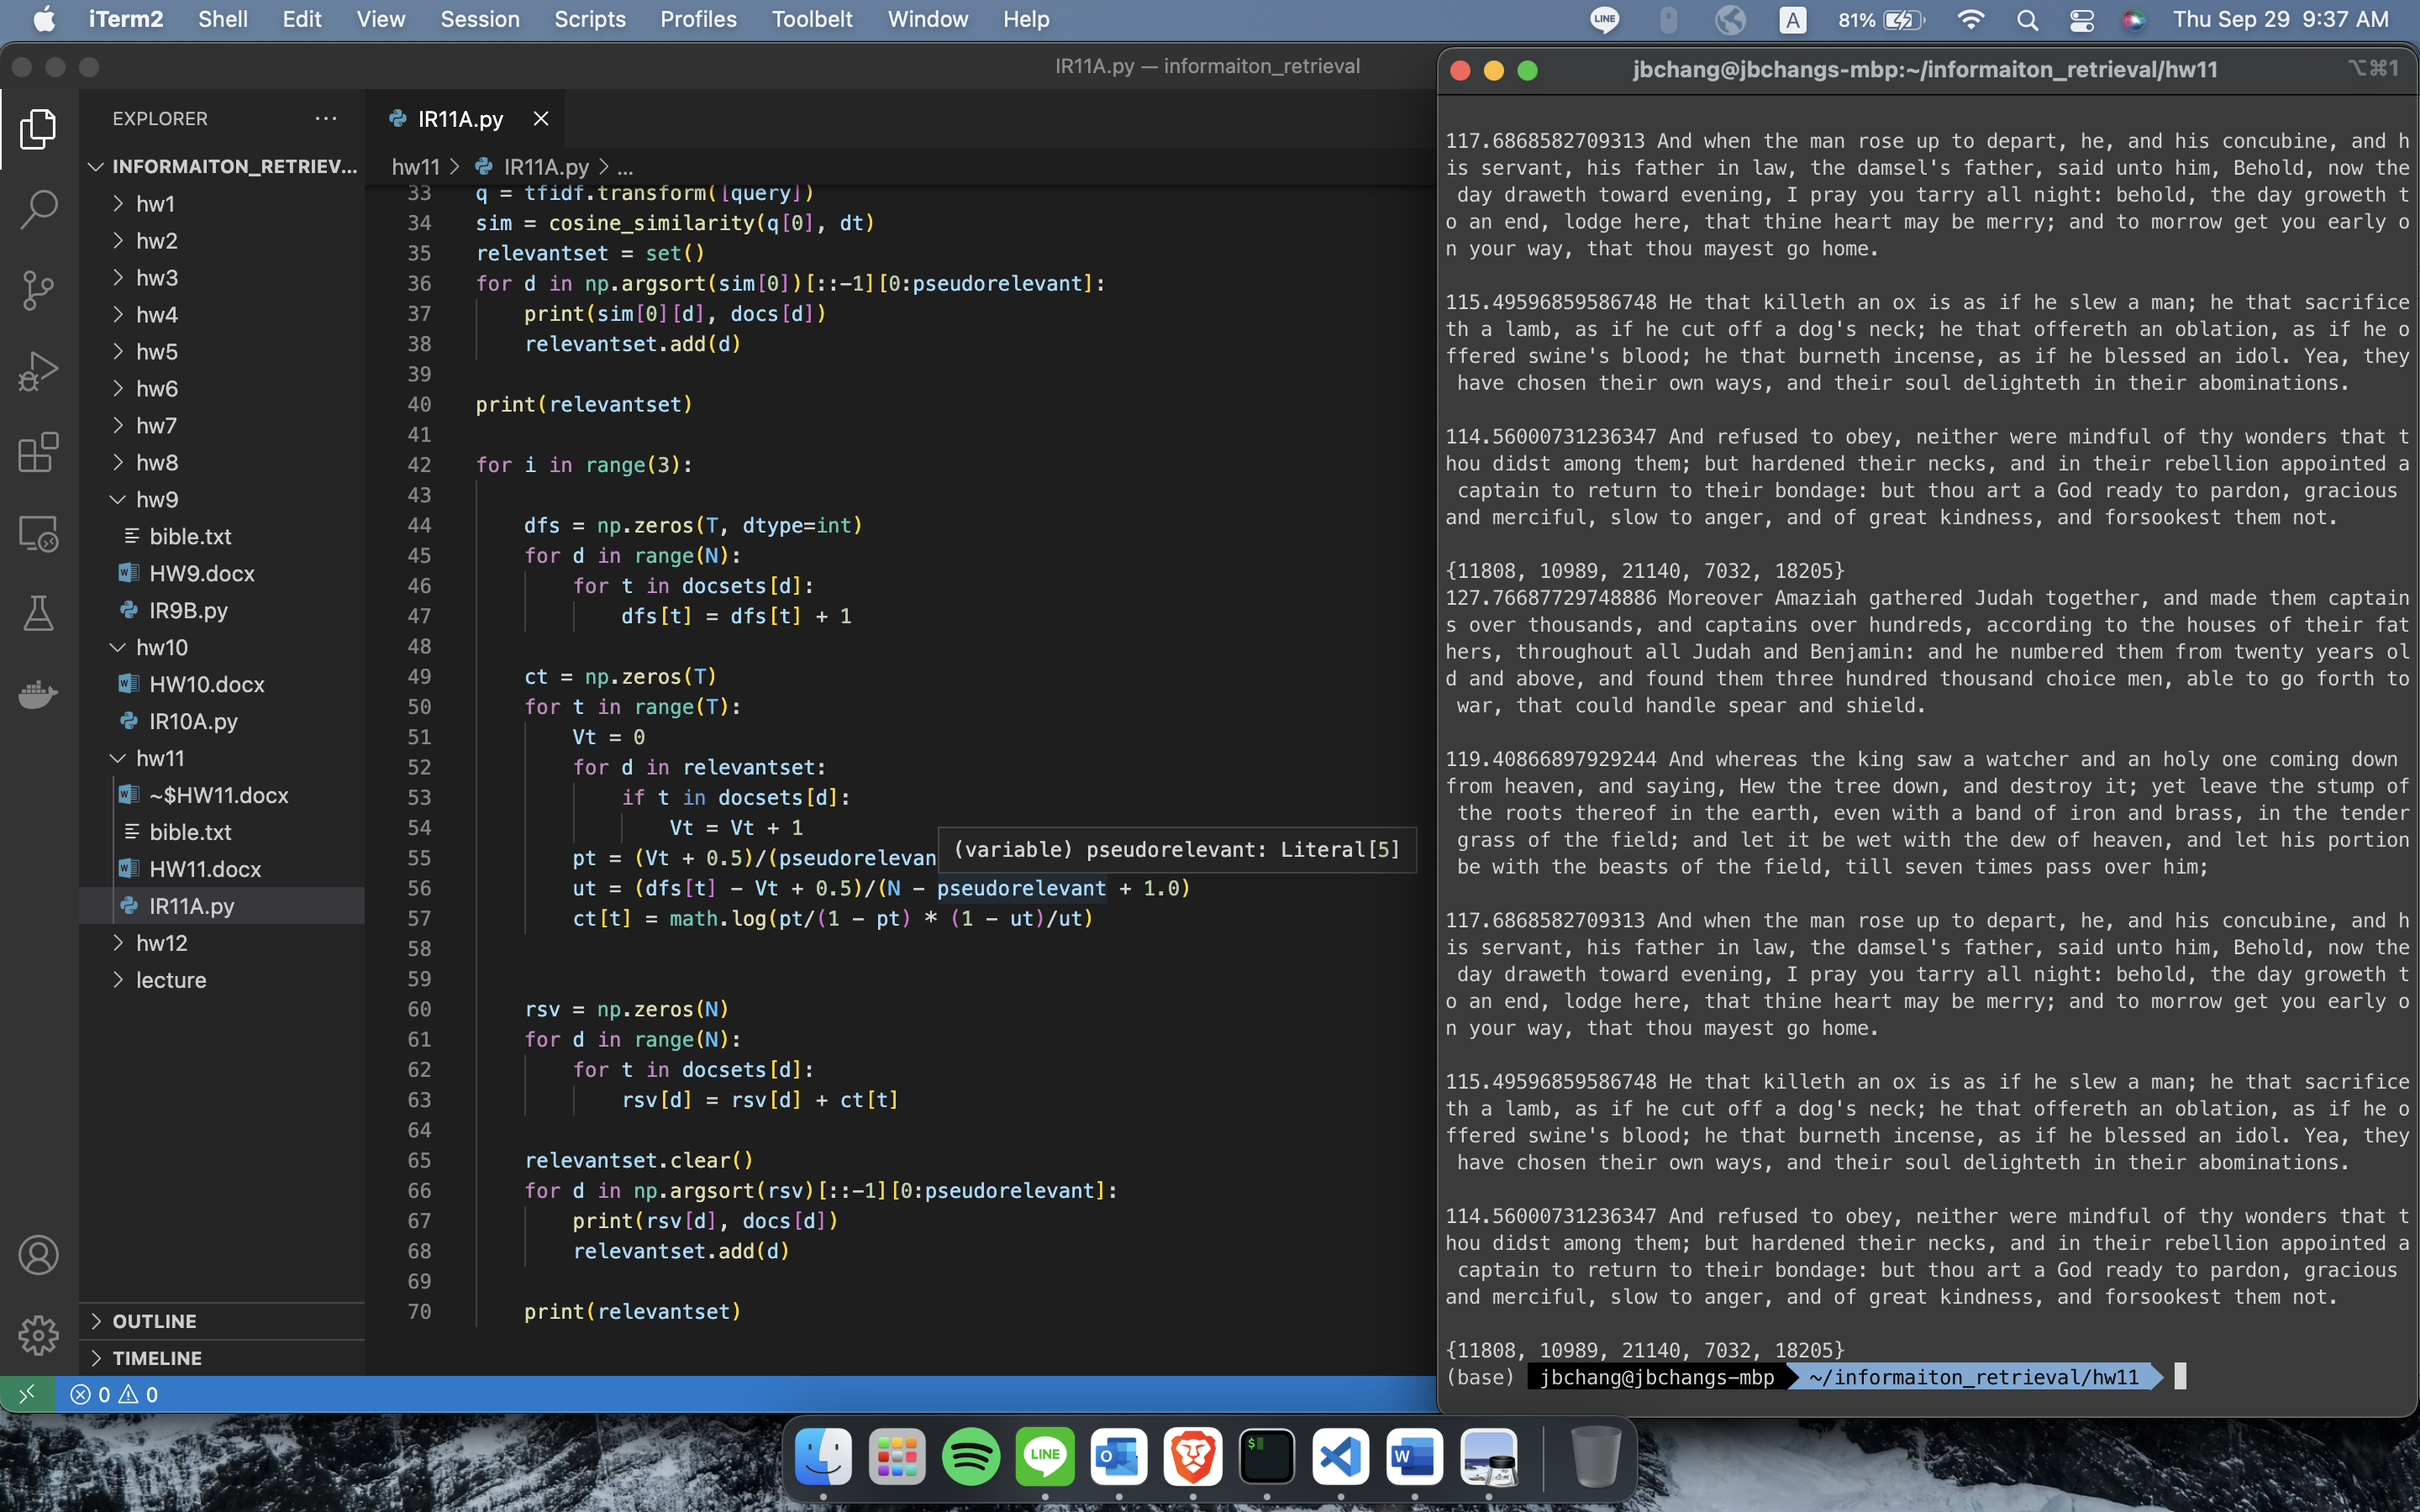 iTerm2 Shell Edit View Session Scripts Profiles Toolbelt Window Help
LINE A 81% Thu Sep 29 9:37 AM
IR11A.py — informaiton_retrieval
EXPLORER
INFORMAITON_RETRIEV...
hw1
hw2
hw3
hw4
hw5
hw6
hw7
hw8
hw9
bible.txt
HW9.docx
IR9B.py
hw10
HW10.docx
IR10A.py
hw11
~$HW11.docx
bible.txt
HW11.docx
IR11A.py
hw12
lecture
OUTLINE
TIMELINE
0 0
IR11A.py
hw11 > IR11A.py > ...
33 q = tfidf.transform([query])
34 sim = cosine_similarity(q[0], dt)
35 relevantset = set()
36 for d in np.argsort(sim[0])[::-1][0:pseudorelevant]:
37 print(sim[0][d], docs[d])
38 relevantset.add(d)
39
40 print(relevantset)
41
42 for i in range(3):
43
44 dfs = np.zeros(T, dtype=int)
45 for d in range(N):
46 for t in docsets[d]:
47 dfs[t] = dfs[t] + 1
48
49 ct = np.zeros(T)
50 for t in range(T):
51 Vt = 0
52 for d in relevantset:
53 if t in docsets[d]:
54 Vt = Vt + 1
55 pt = (Vt + 0.5)/(pseudorelevan
(variable) pseudorelevant: Literal[5]
56 ut = (dfs[t] - Vt + 0.5)/(N - pseudorelevant + 1.0)
57 ct[t] = math.log(pt/(1 - pt) * (1 - ut)/ut)
58
59
60 rsv = np.zeros(N)
61 for d in range(N):
62 for t in docsets[d]:
63 rsv[d] = rsv[d] + ct[t]
64
65 relevantset.clear()
66 for d in np.argsort(rsv)[::-1][0:pseudorelevant]:
67 print(rsv[d], docs[d])
68 relevantset.add(d)
69
70 print(relevantset)
jbchang@jbchangs-mbp:~/informaiton_retrieval/hw11 ⌥⌘1
117.6868582709313 And when the man rose up to depart, he, and his concubine, and h
is servant, his father in law, the damsel's father, said unto him, Behold, now the
day draweth toward evening, I pray you tarry all night: behold, the day groweth t
o an end, lodge here, that thine heart may be merry; and to morrow get you early o
n your way, that thou mayest go home.
115.49596859586748 He that killeth an ox is as if he slew a man; he that sacrifice
th a lamb, as if he cut off a dog's neck; he that offereth an oblation, as if he o
ffered swine's blood; he that burneth incense, as if he blessed an idol. Yea, they
have chosen their own ways, and their soul delighteth in their abominations.
114.56000731236347 And refused to obey, neither were mindful of thy wonders that t
hou didst among them; but hardened their necks, and in their rebellion appointed a
captain to return to their bondage: but thou art a God ready to pardon, gracious
and merciful, slow to anger, and of great kindness, and forsookest them not.
{11808, 10989, 21140, 7032, 18205}
127.76687729748886 Moreover Amaziah gathered Judah together, and made them captain
s over thousands, and captains over hundreds, according to the houses of their fat
hers, throughout all Judah and Benjamin: and he numbered them from twenty years ol
d and above, and found them three hundred thousand choice men, able to go forth to
war, that could handle spear and shield.
119.40866897929244 And whereas the king saw a watcher and an holy one coming down
from heaven, and saying, Hew the tree down, and destroy it; yet leave the stump of
the roots thereof in the earth, even with a band of iron and brass, in the tender
grass of the field; and let it be wet with the dew of heaven, and let his portion
be with the beasts of the field, till seven times pass over him;
117.6868582709313 And when the man rose up to depart, he, and his concubine, and h
is servant, his father in law, the damsel's father, said unto him, Behold, now the
day draweth toward evening, I pray you tarry all night: behold, the day groweth t
o an end, lodge here, that thine heart may be merry; and to morrow get you early o
n your way, that thou mayest go home.
115.49596859586748 He that killeth an ox is as if he slew a man; he that sacrifice
th a lamb, as if he cut off a dog's neck; he that offereth an oblation, as if he o
ffered swine's blood; he that burneth incense, as if he blessed an idol. Yea, they
have chosen their own ways, and their soul delighteth in their abominations.
114.56000731236347 And refused to obey, neither were mindful of thy wonders that t
hou didst among them; but hardened their necks, and in their rebellion appointed a
captain to return to their bondage: but thou art a God ready to pardon, gracious
and merciful, slow to anger, and of great kindness, and forsookest them not.
{11808, 10989, 21140, 7032, 18205}
(base) jbchang@jbchangs-mbp ~/informaiton_retrieval/hw11
LINE